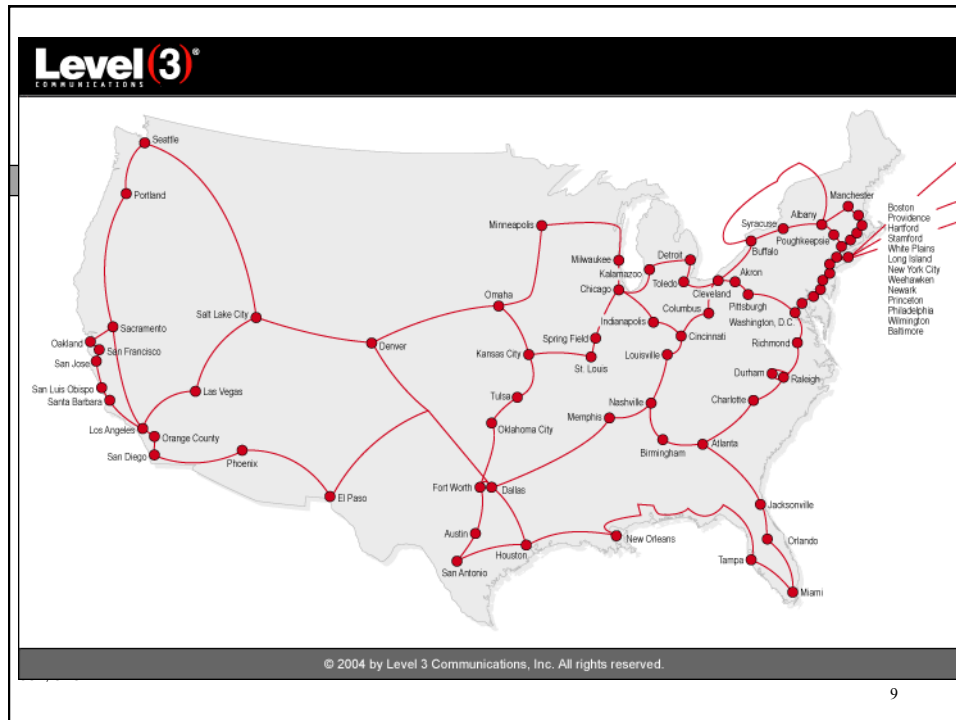 Level(3)®
COMMUNICATIONS
Seattle
Portland
Manchester
Boston
Providence
Hartford
Stamford
White Plains
Long Island
New York City
Weehawken
Newark
Princeton
Philadelphia
Wilmington
Baltimore
Albany
Syracuse
Poughkeepsie
Minneapolis
Buffalo
Milwaukee
Detroit
Kalamazoo
Akron
Toledo
Chicago
Cleveland
Omaha
Columbus
Pittsburgh
Salt Lake City
Indianapolis
Washington, D.C.
Sacramento
Oakland
San Francisco
Denver
Spring Field
Cincinnati
Richmond
San Jose
Kansas City
St. Louis
Louisville
Durham
Raleigh
San Luis Obispo
Las Vegas
Santa Barbara
Tulsa
Nashville
Charlotte
Memphis
Los Angeles
Orange County
Oklahoma City
Birmingham
Atlanta
San Diego
Phoenix
El Paso
Fort Worth
Dallas
Jacksonville
Austin
New Orleans
Orlando
Houston
Tampa
San Antonio
Miami
© 2004 by Level 3 Communications, Inc. All rights reserved.
9